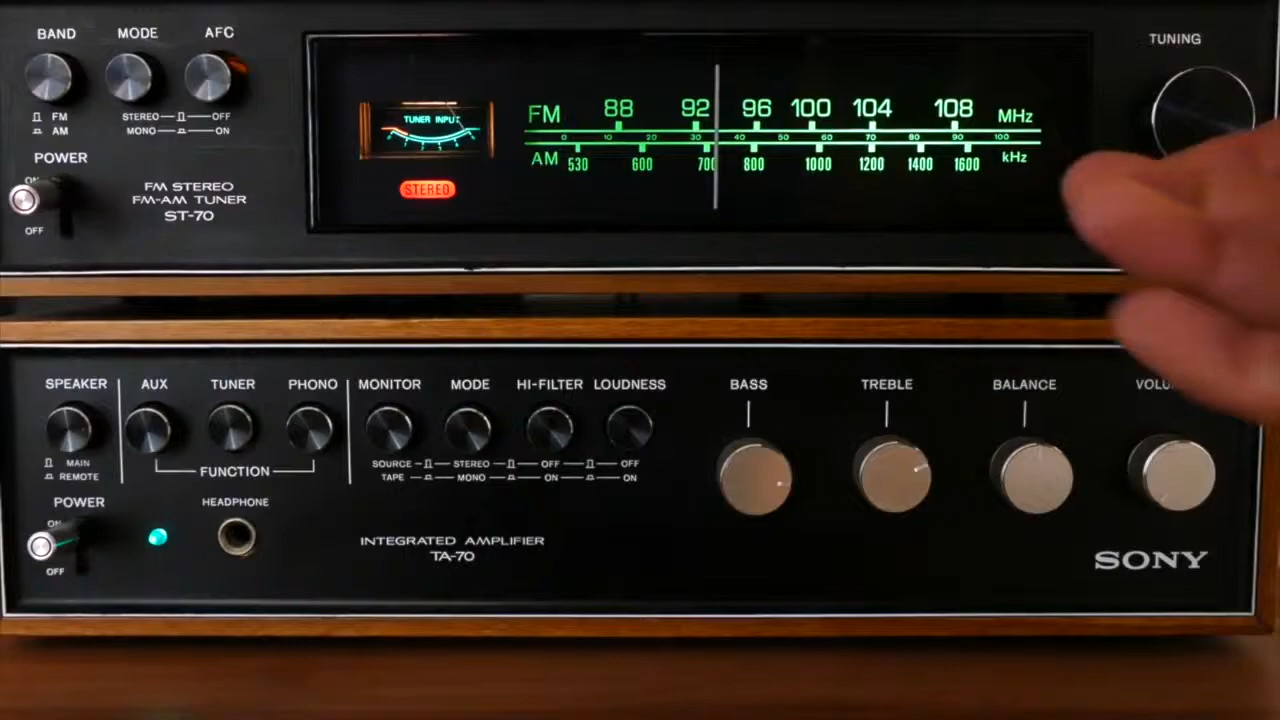 BAND MODE AFC
TUNING
FM 88 92 96 100 104 108 MHz
TUNER INPUT
0 10 20 30 40 50 60 70 80 90 100
AM 530 600 700 800 1000 1200 1400 1600 kHz
STEREO
FM STEREO OFF
AM MONO ON
POWER
ON
OFF
FM STEREO
FM-AM TUNER
ST-70
SPEAKER AUX TUNER PHONO MONITOR MODE HI-FILTER LOUDNESS BASS TREBLE BALANCE
MAIN SOURCE STEREO OFF OFF
REMOTE FUNCTION TAPE MONO ON ON
POWER HEADPHONE
ON
OFF
INTEGRATED AMPLIFIER
TA-70
SONY